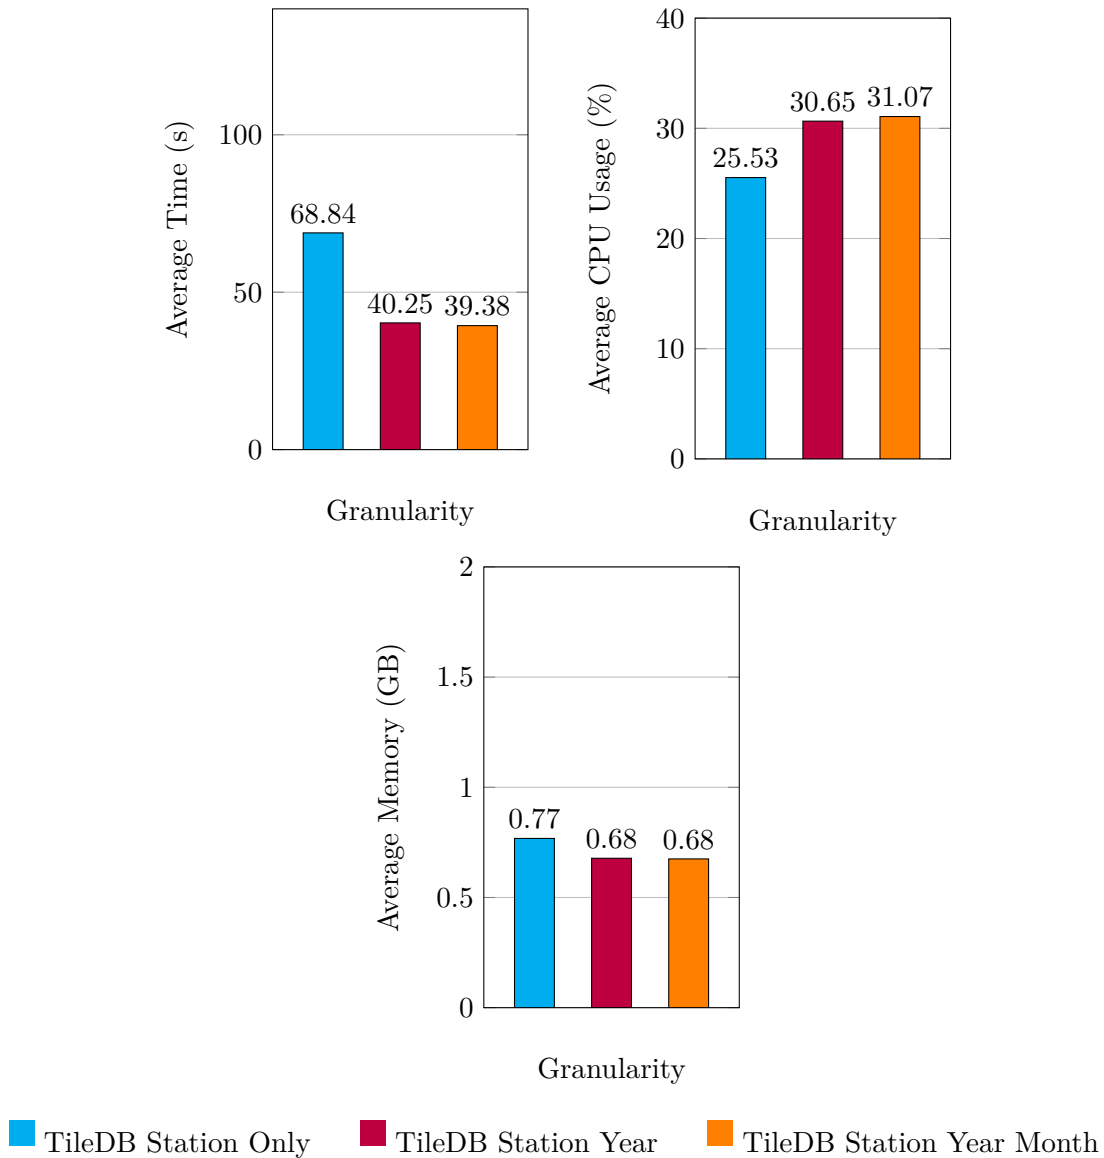 Average Time (s)
100
50
0
68.84
40.25
39.38
Granularity
Average CPU Usage (%)
40
30
20
10
0
25.53
30.65
31.07
Granularity
Average Memory (GB)
2
1.5
1
0.5
0
0.77
0.68
0.68
Granularity
TileDB Station Only
TileDB Station Year
TileDB Station Year Month